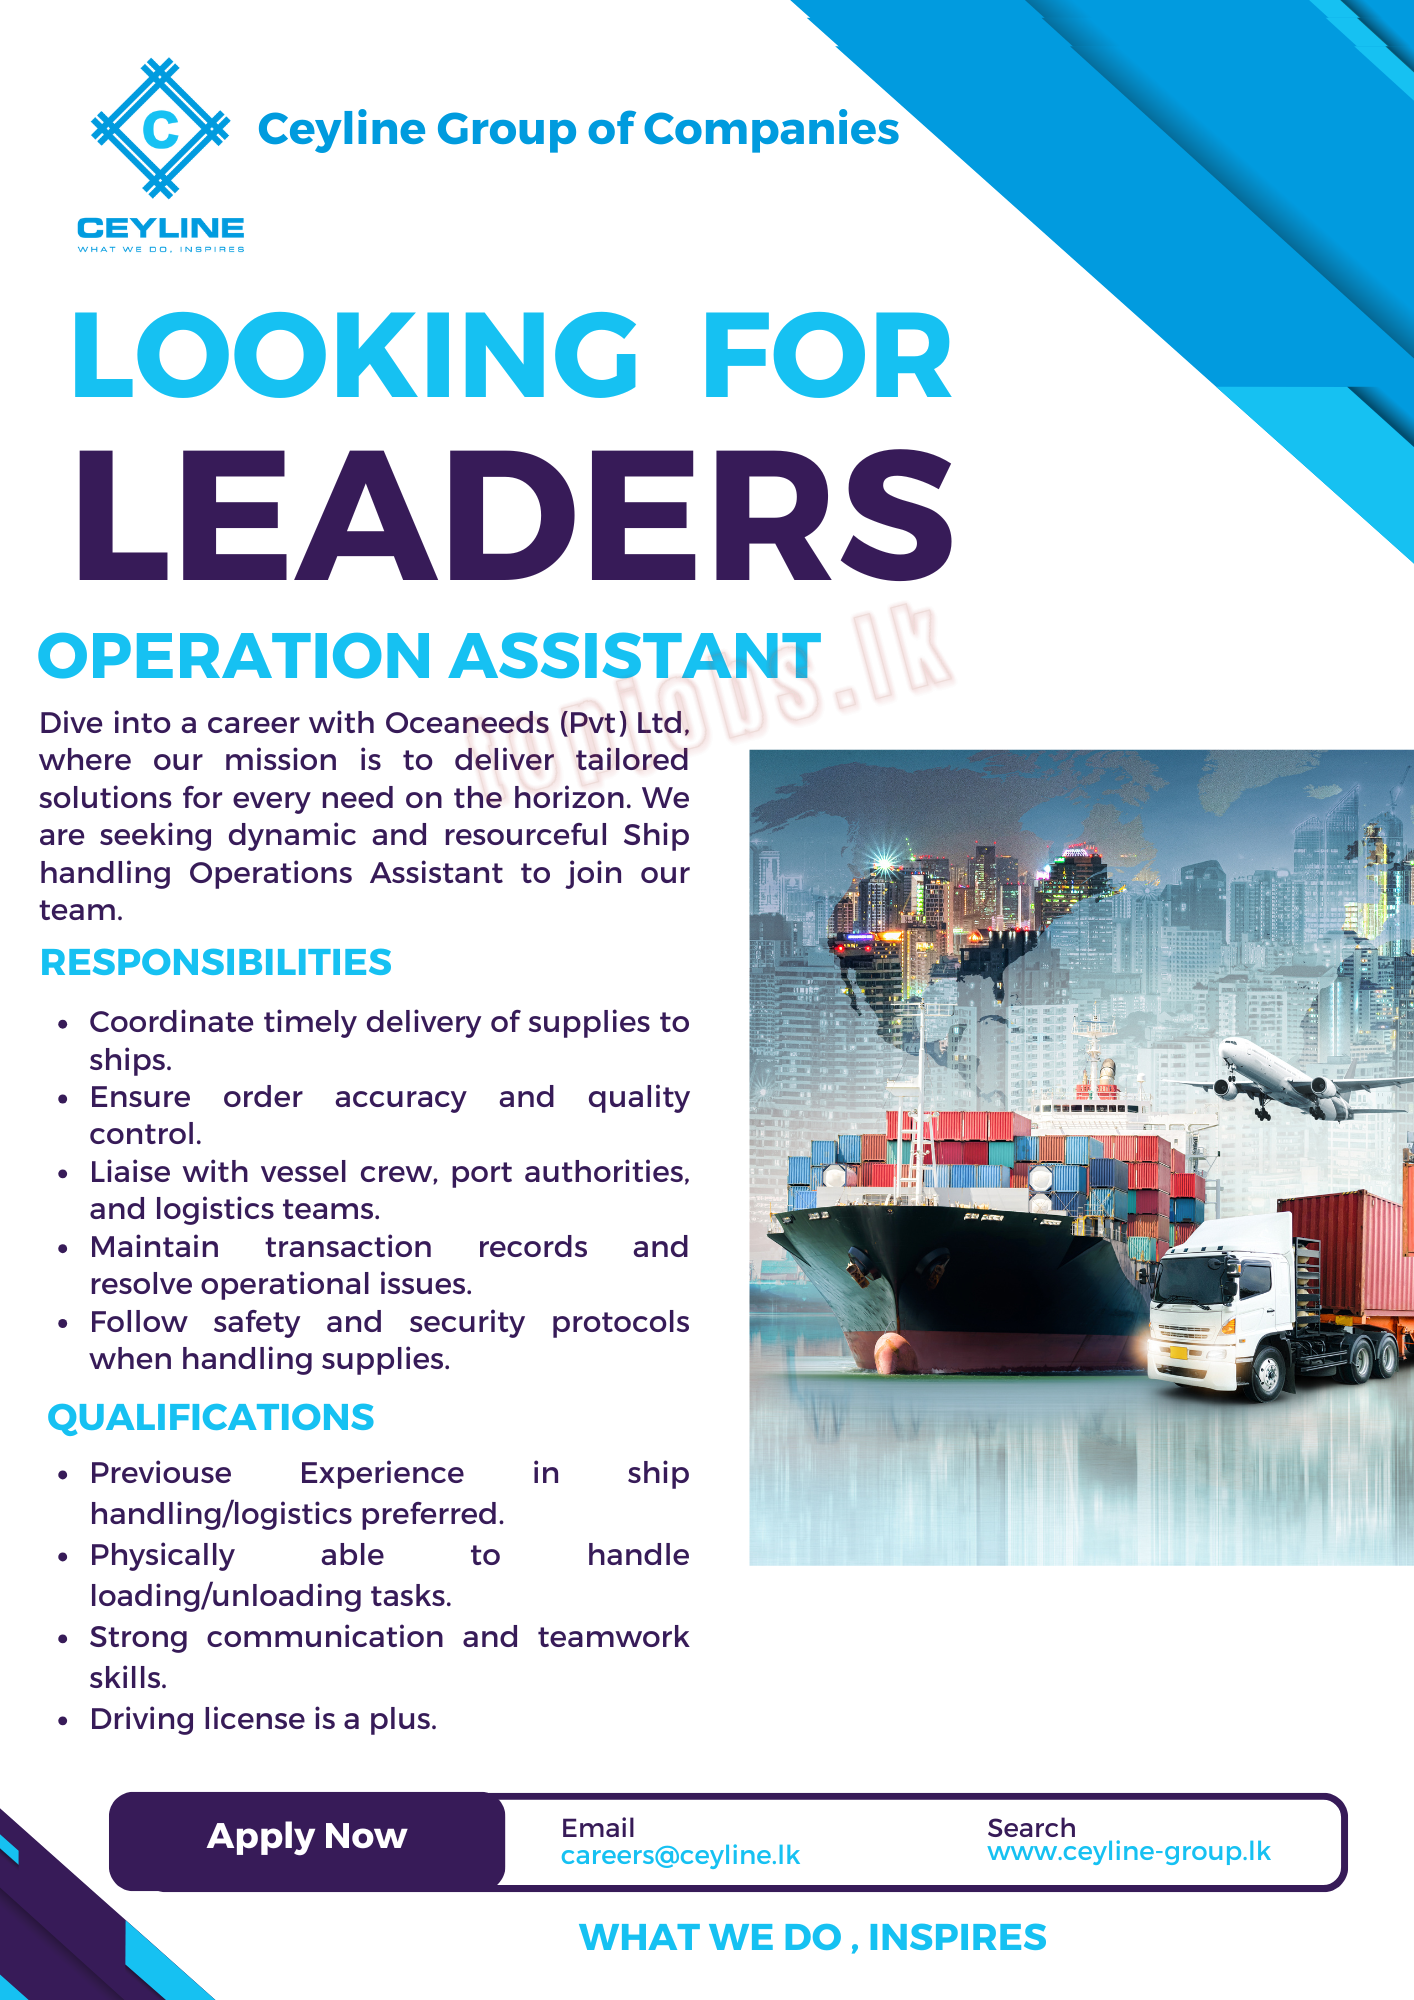 C
CEYLINE
WHAT WE DO, INSPIRES
Ceyline Group of Companies
LOOKING FOR
LEADERS
OPERATION ASSISTANT
topjobs.lk
Dive into a career with Oceaneeds (Pvt) Ltd,
where our mission is to deliver tailored
solutions for every need on the horizon. We
are seeking dynamic and resourceful Ship
handling Operations Assistant to join our
team.
RESPONSIBILITIES
• Coordinate timely delivery of supplies to
ships.
• Ensure order accuracy and quality
control.
• Liaise with vessel crew, port authorities,
and logistics teams.
• Maintain transaction records and
resolve operational issues.
• Follow safety and security protocols
when handling supplies.
QUALIFICATIONS
• Previouse Experience in ship
handling/logistics preferred.
• Physically able to handle
loading/unloading tasks.
• Strong communication and teamwork
skills.
• Driving license is a plus.
Apply Now
Email
careers@ceyline.lk
Search
www.ceyline-group.lk
WHAT WE DO , INSPIRES